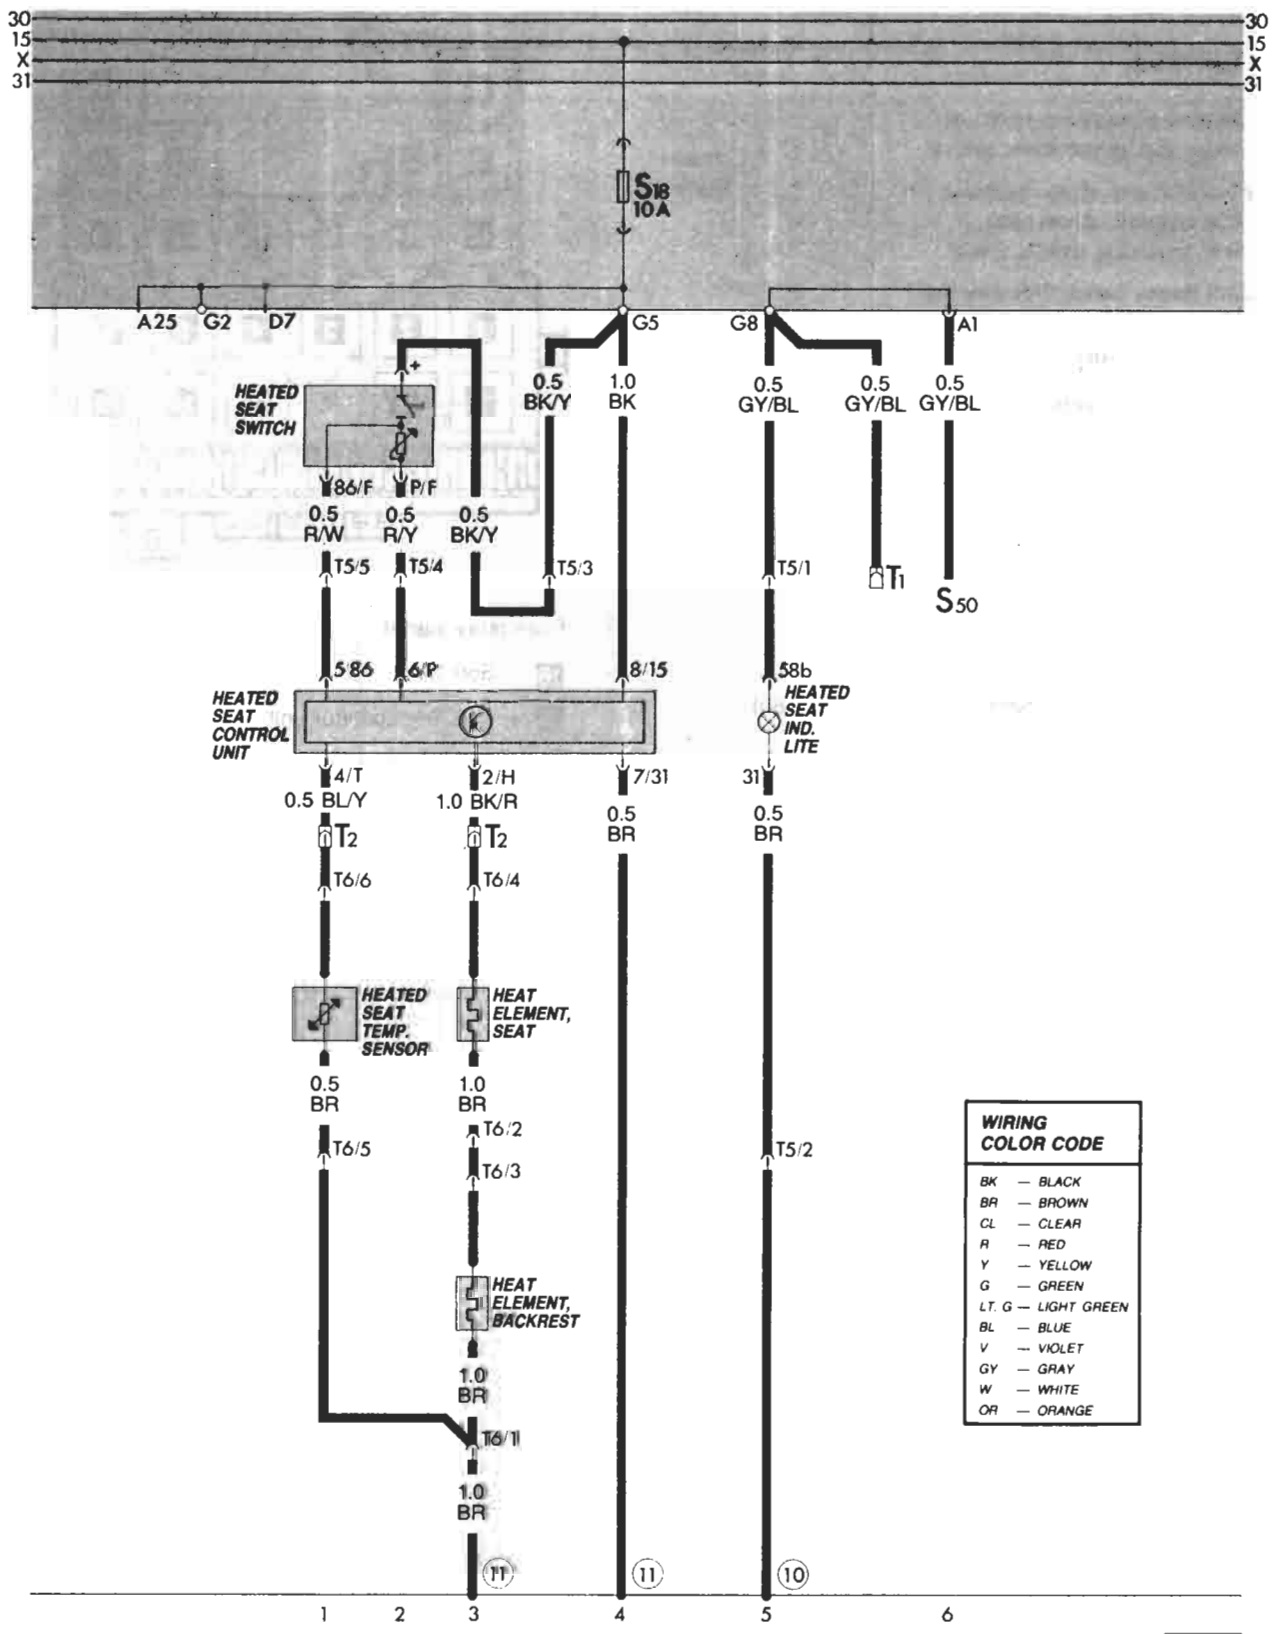 30 30
15 15
X X
31 31
S18
10A
A25 G2 D7 G5 G8 A1
+
HEATED
SEAT
SWITCH
0.5
BK/Y
1.0
BK
0.5
GY/BL
0.5
GY/BL
0.5
GY/BL
86/F P/F
0.5
R/W
0.5
R/Y
0.5
BK/Y
T5/5 T5/4 T5/3 T5/1 T1
S50
5/86 6/P 8/15 58b
HEATED
SEAT
CONTROL
UNIT
HEATED
SEAT
IND.
LITE
4/T 2/H 7/31 31
0.5 BL/Y 1.0 BK/R
0.5
BR
0.5
BR
T2 T2
T6/6 T6/4
HEATED
SEAT
TEMP.
SENSOR
HEAT
ELEMENT,
SEAT
0.5
BR
1.0
BR
T6/2
T6/5 T6/3 T5/2
HEAT
ELEMENT,
BACKREST
1.0
BR
T6/1
1.0
BR
11 11 10
1 2 3 4 5 6
WIRING
COLOR CODE
BK — BLACK
BR — BROWN
CL — CLEAR
R — RED
Y — YELLOW
G — GREEN
LT. G — LIGHT GREEN
BL — BLUE
V — VIOLET
GY — GRAY
W — WHITE
OR — ORANGE